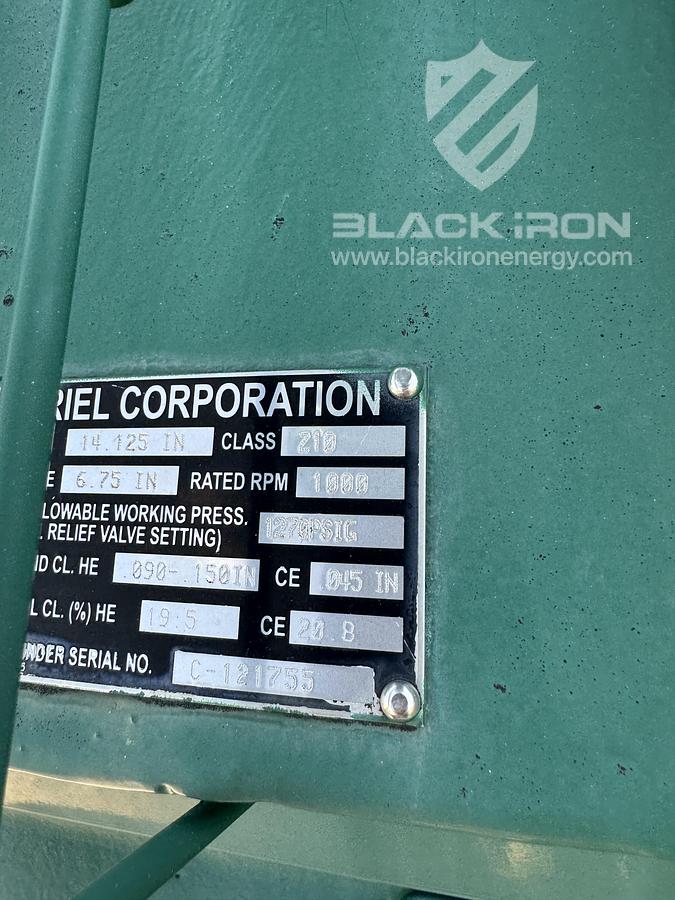 BLACK IRON
www.blackironenergy.com
RIEL CORPORATION
14.125 IN CLASS Z10
E 6.75 IN RATED RPM 1000
LOWABLE WORKING PRESS.
. RELIEF VALVE SETTING) 1270PSIG
ND CL. HE .090-.150IN CE .045 IN
L CL. (%) HE 19.5 CE 20.8
NDER SERIAL NO. C-121755